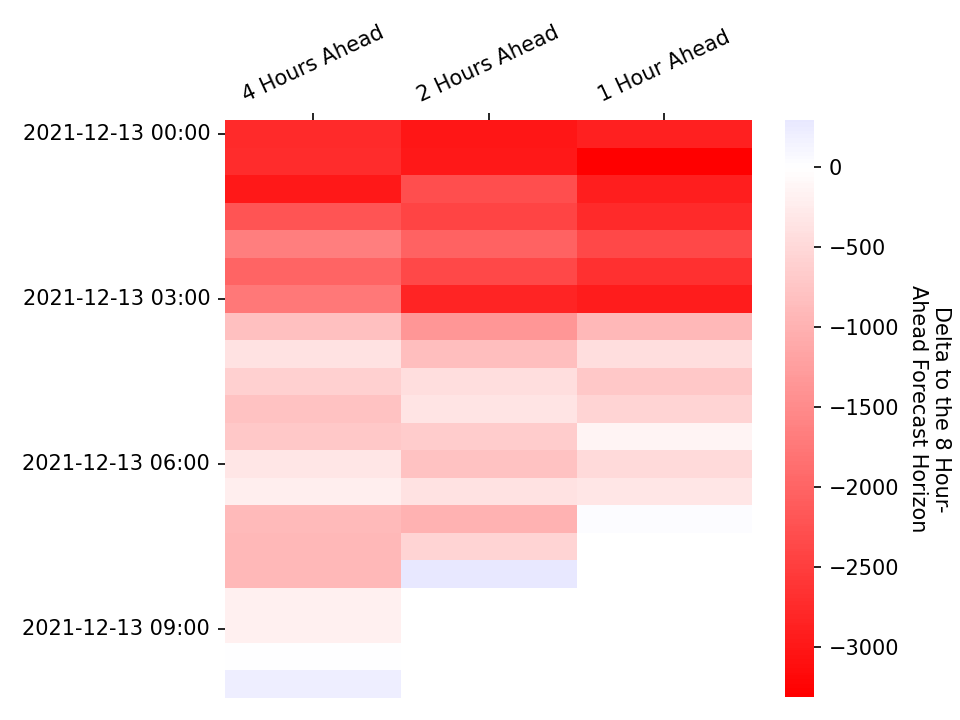 4 Hours Ahead
2 Hours Ahead
1 Hour Ahead
2021-12-13 00:00
2021-12-13 03:00
2021-12-13 06:00
2021-12-13 09:00
0
−500
−1000
−1500
−2000
−2500
−3000
Delta to the 8 Hour-
Ahead Forecast Horizon